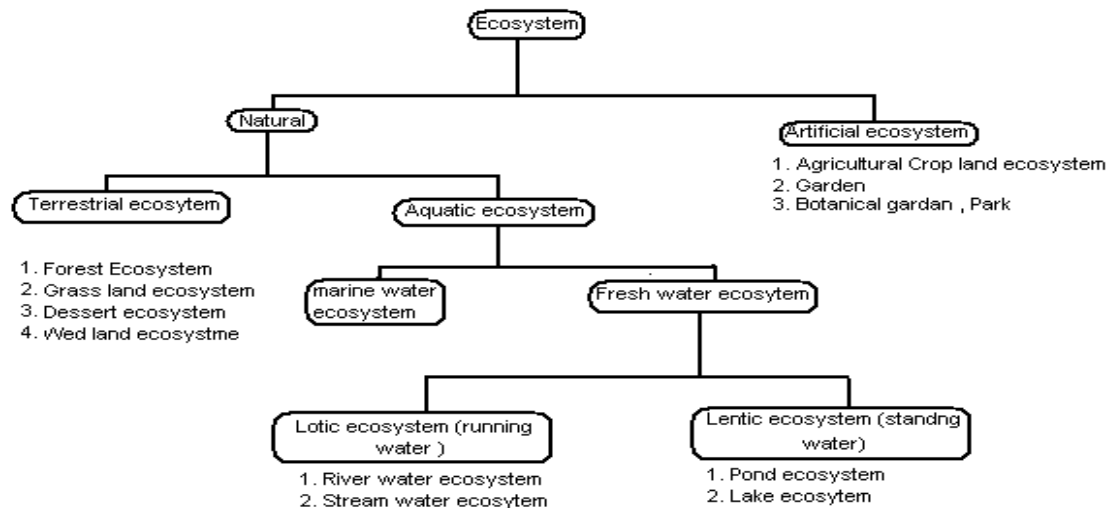 Ecosystem
Natural
Artificial ecosystem
1. Agricultural Crop land ecosystem
2. Garden
3. Botanical gardan , Park
Terrestrial ecosytem
Aquatic ecosystem
1. Forest Ecosystem
2. Grass land ecosystem
3. Dessert ecosystem
4. Wed land ecosystme
marine water
ecosystem
Fresh water ecosytem
Lotic ecosystem (running
water )
1. River water ecosystem
2. Stream water ecosytem
Lentic ecosystem (standng
water)
1. Pond ecosystem
2. Lake ecosytem